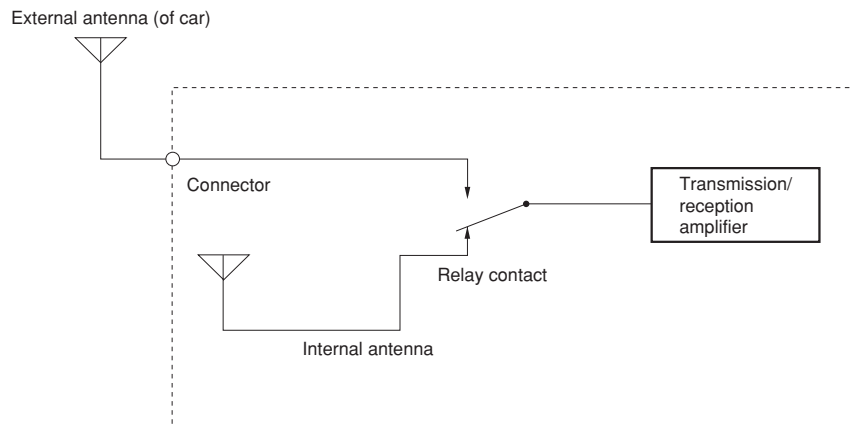 External antenna (of car)
Connector
Transmission/
reception
amplifier
Relay contact
Internal antenna